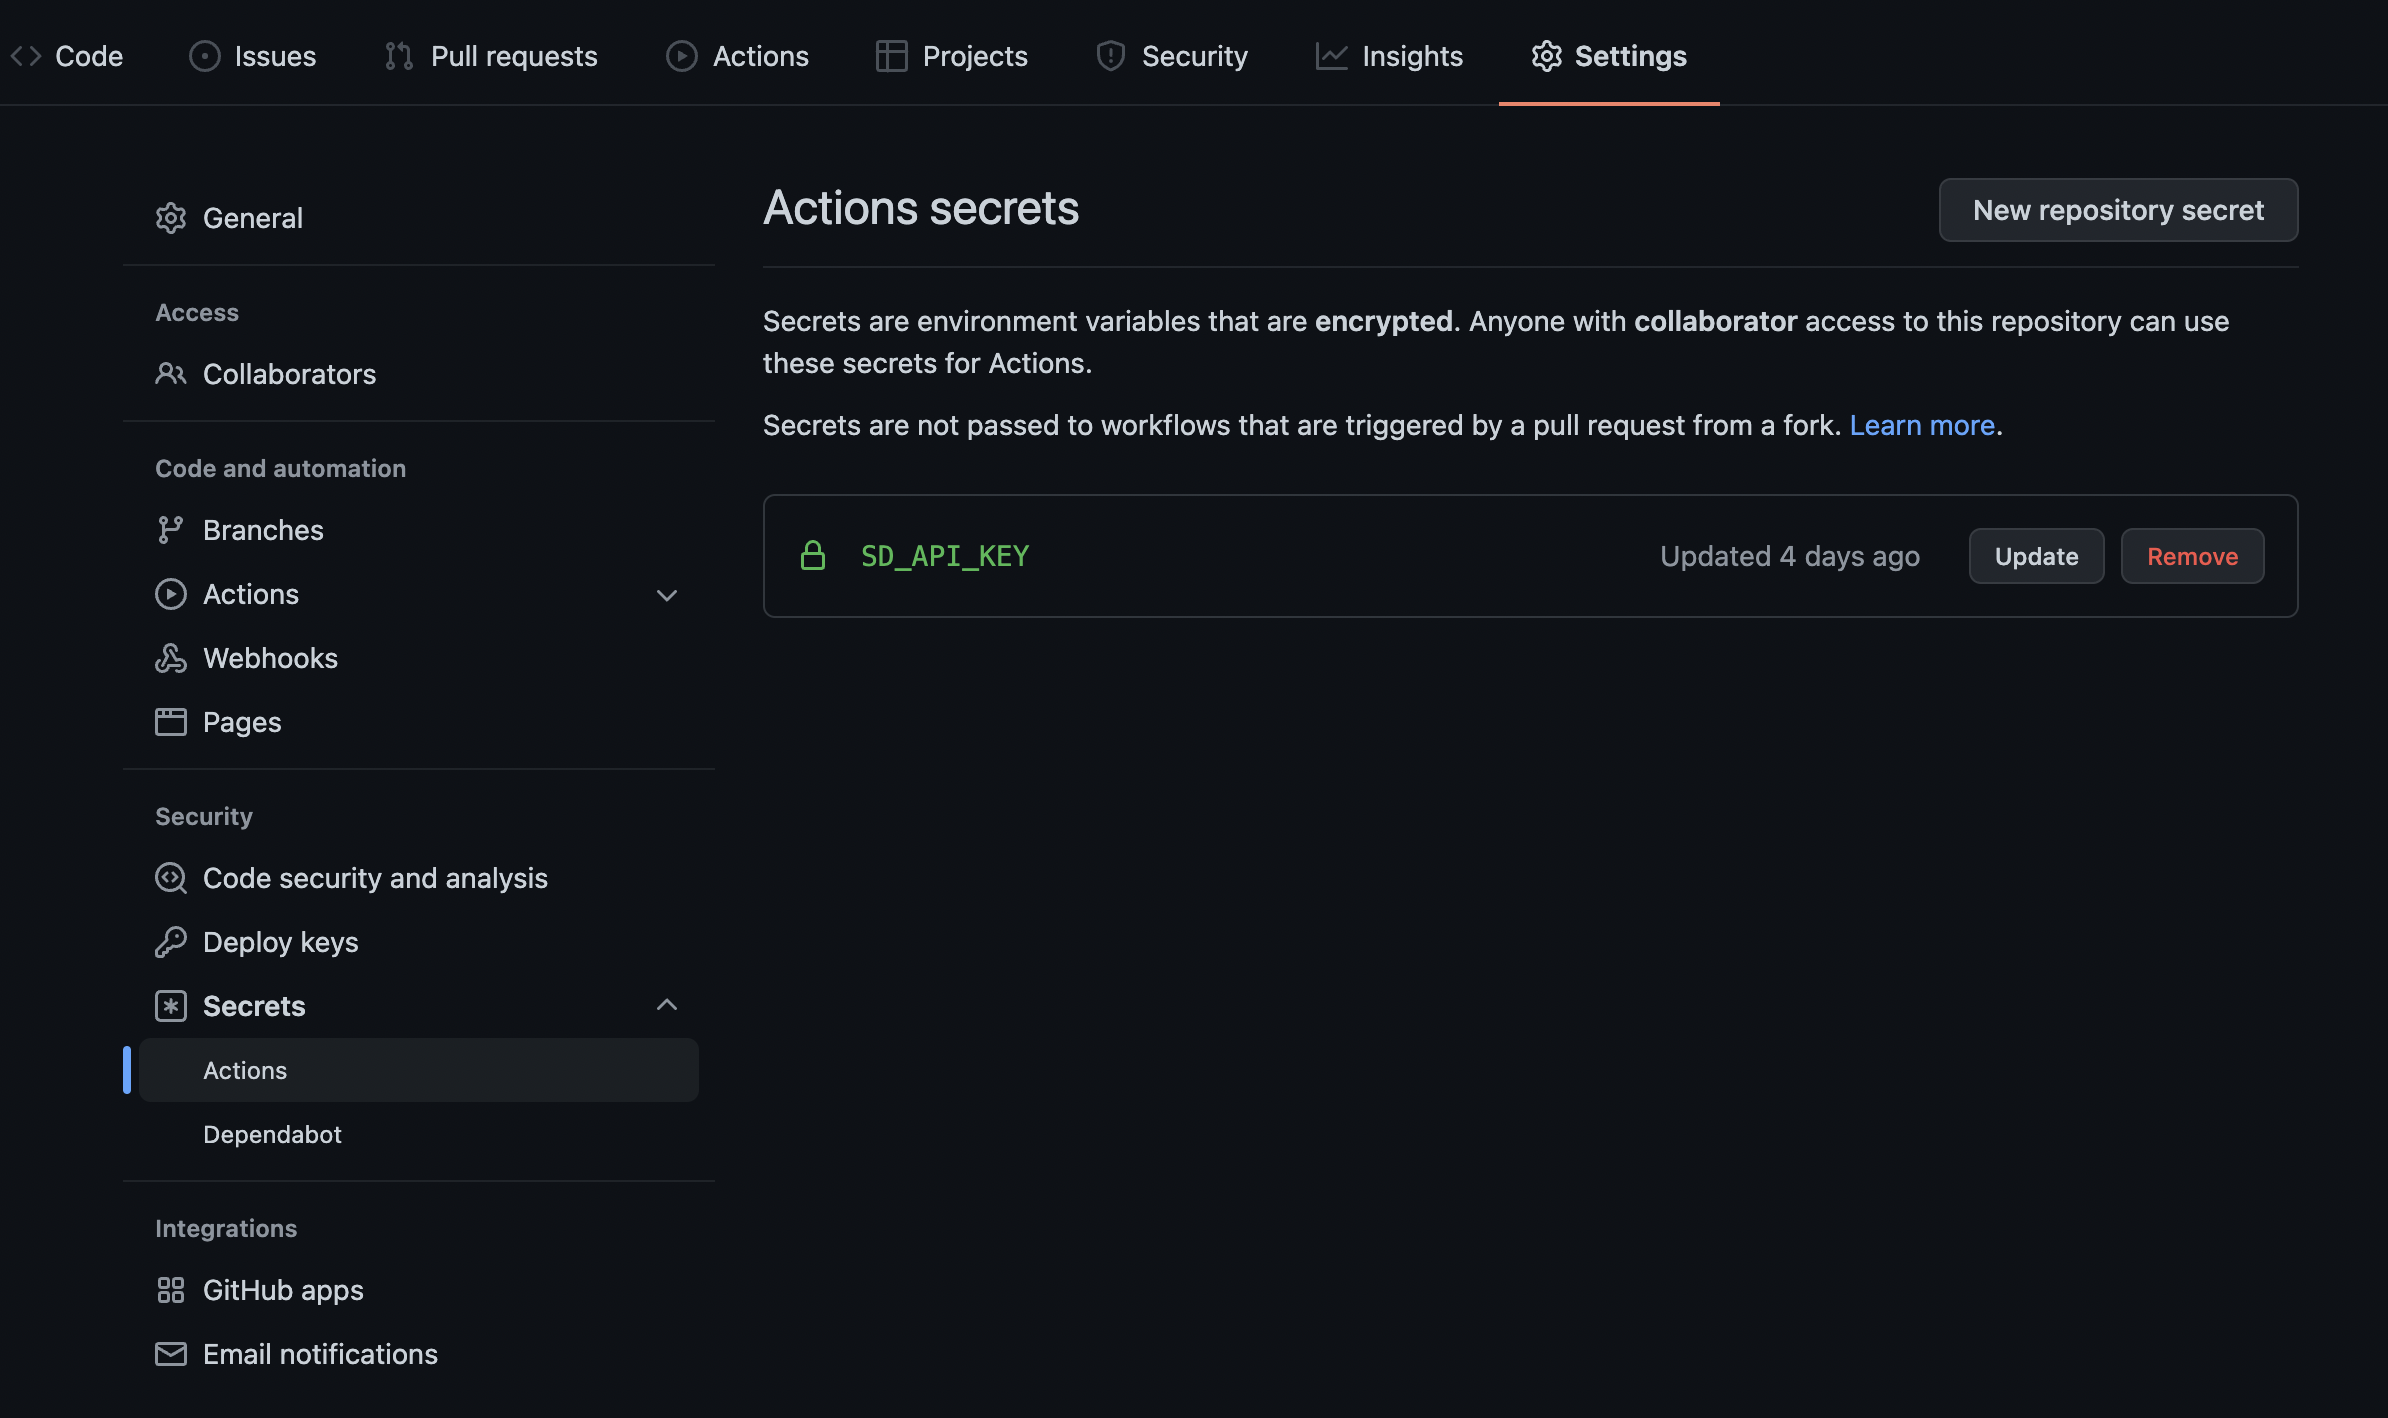 Code Issues Pull requests Actions Projects Security Insights Settings
General
Access
Collaborators
Code and automation
Branches
Actions
Webhooks
Pages
Security
Code security and analysis
Deploy keys
Secrets
Actions
Dependabot
Integrations
GitHub apps
Email notifications
Actions secrets
New repository secret
Secrets are environment variables that are encrypted. Anyone with collaborator access to this repository can use
these secrets for Actions.
Secrets are not passed to workflows that are triggered by a pull request from a fork. Learn more.
SD_API_KEY Updated 4 days ago Update Remove